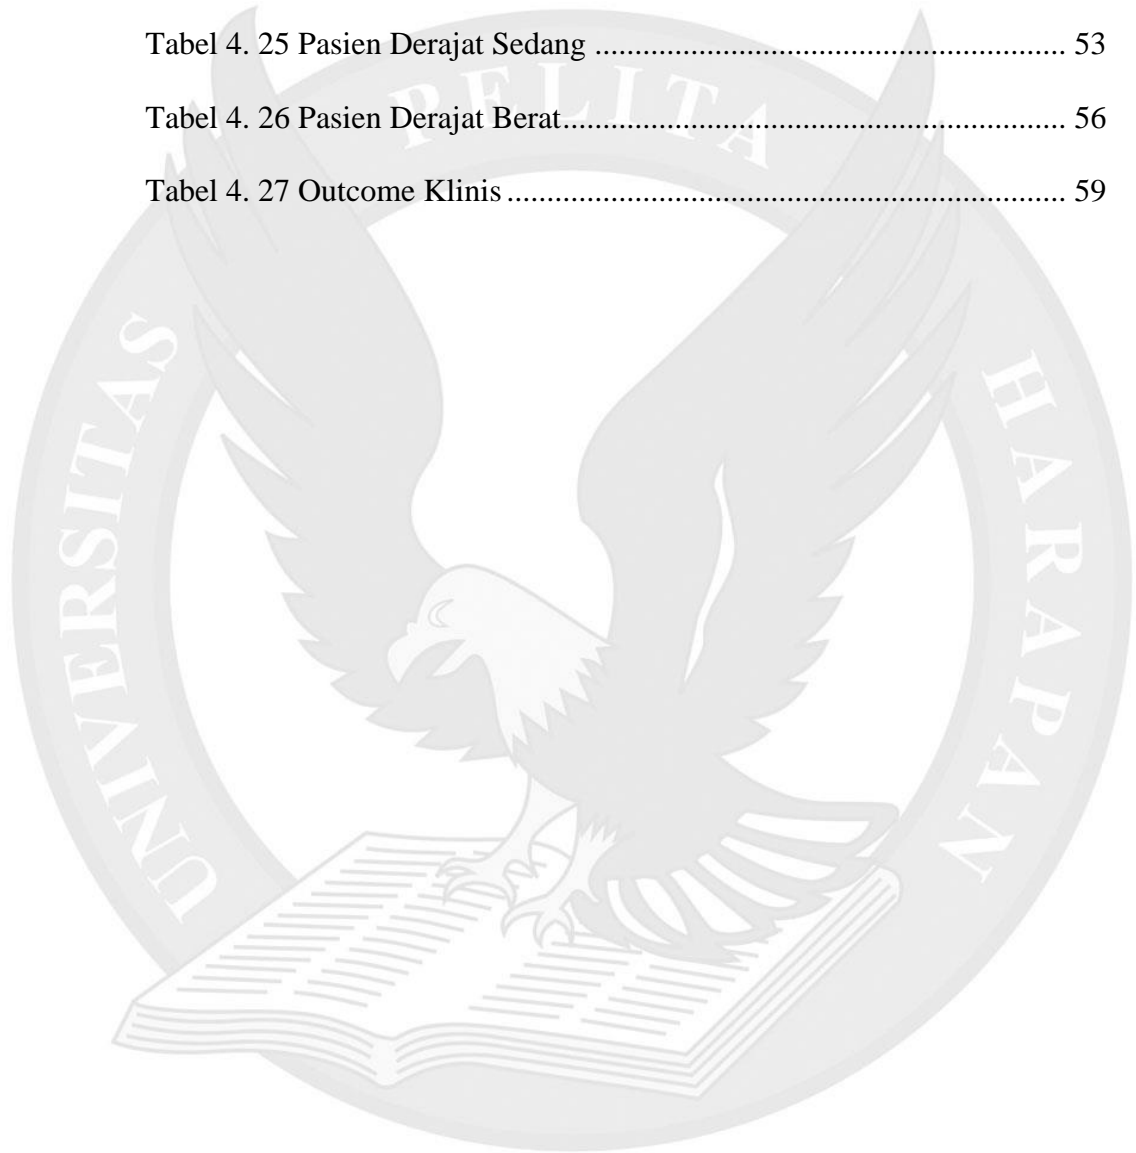 Tabel 4. 25 Pasien Derajat Sedang ........................................................... 53
Tabel 4. 26 Pasien Derajat Berat............................................................... 56
Tabel 4. 27 Outcome Klinis ...................................................................... 59
UNIVERSITAS PELITA HARAPAN